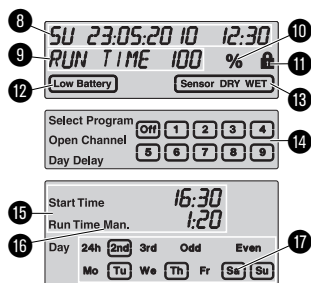 8 SU 23:05:20 10 12:30
9 RUN TIME 100 % 10
11
12 Low Battery Sensor DRY WET 13
Select Program Off 1 2 3 4
Open Channel 14
Day Delay 5 6 7 8 9
15 Start Time 16:30
16 Run Time Man. 1:20
Day 24h 2nd 3rd Odd Even 17
Mo Tu We Th Fr Sa Su